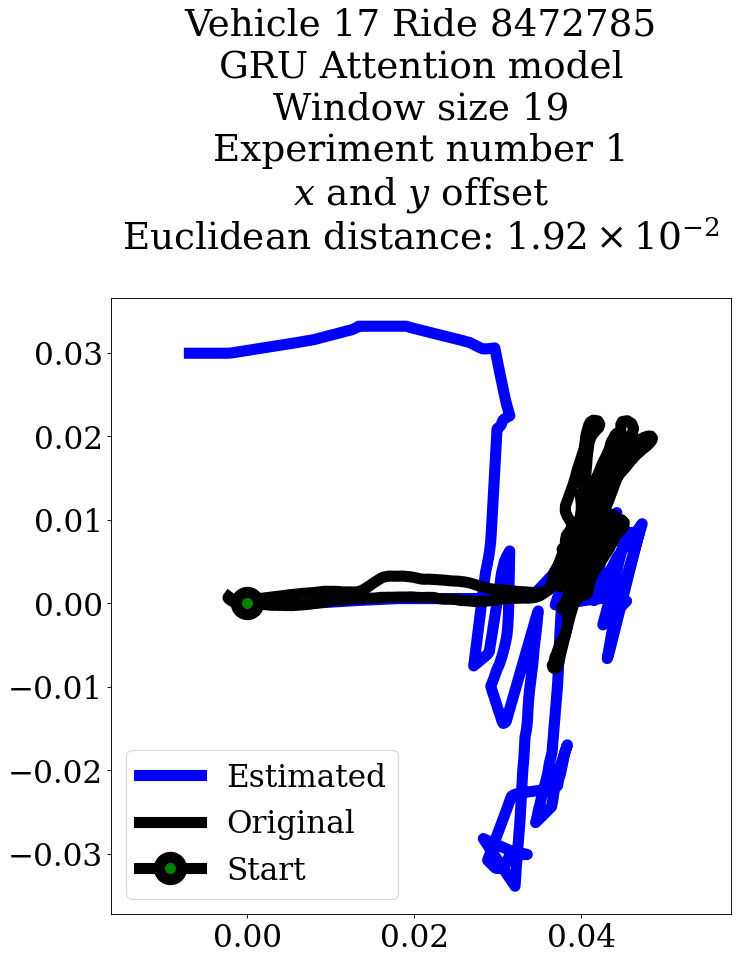 Vehicle 17 Ride 8472785
GRU Attention model
Window size 19
Experiment number 1
x and y offset
Euclidean distance: 1.92 × 10⁻²
0.03
0.02
0.01
0.00
−0.01
−0.02
−0.03
Estimated
Original
Start
0.00 0.02 0.04